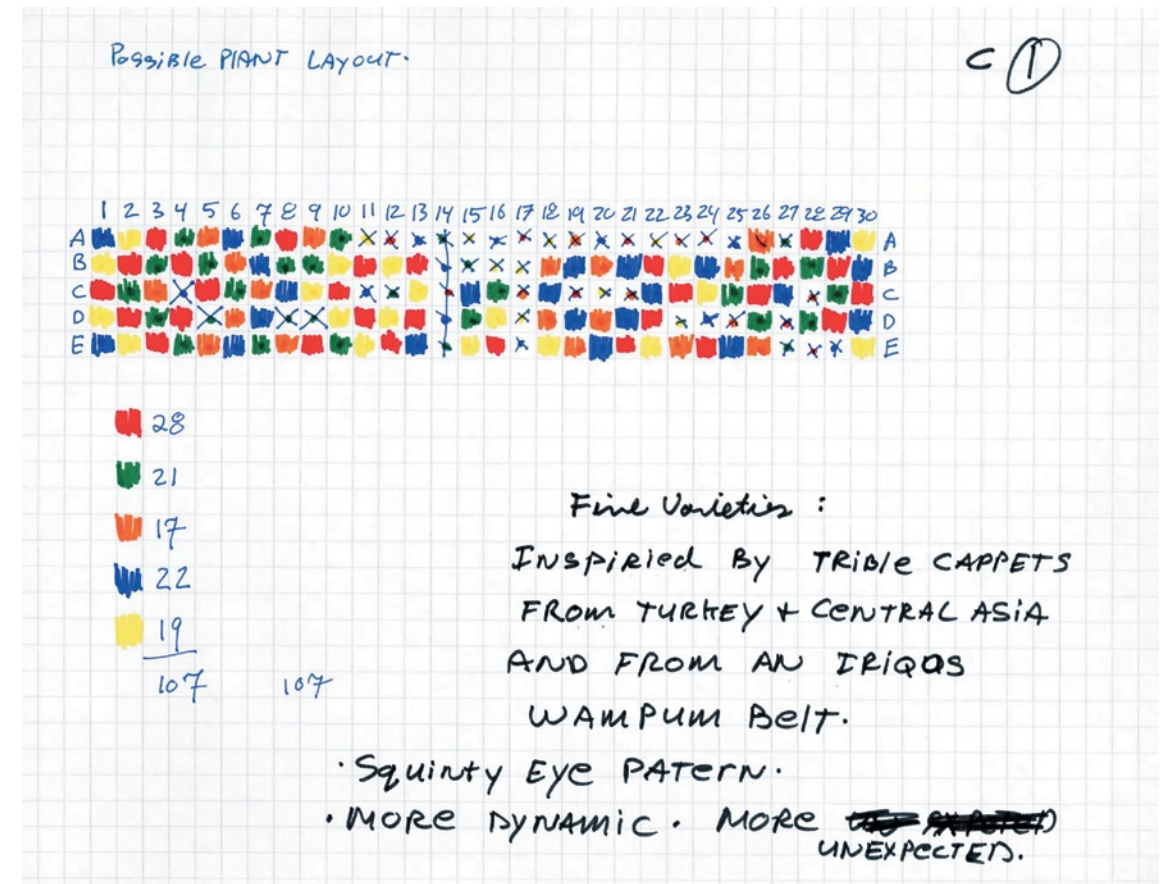 Possible PlANT LAyout.
C 1
1 2 3 4 5 6 7 8 9 10 11 12 13 14 15 16 17 18 19 20 21 22 23 24 25 26 27 28 29 30
A A
B B
C C
D D
E E
28
21
17
22
19
107 107
Five Varieties :
INSpiRied By TRiBle CAPPETS
FROM TURKEY + CeNTRAL ASiA
AND FROM AN IRiQOS
WAMPUM Belt.
· Squinty Eye PATern.
· MORe DYNAMiC. MORe
UNEXPeCTeD.